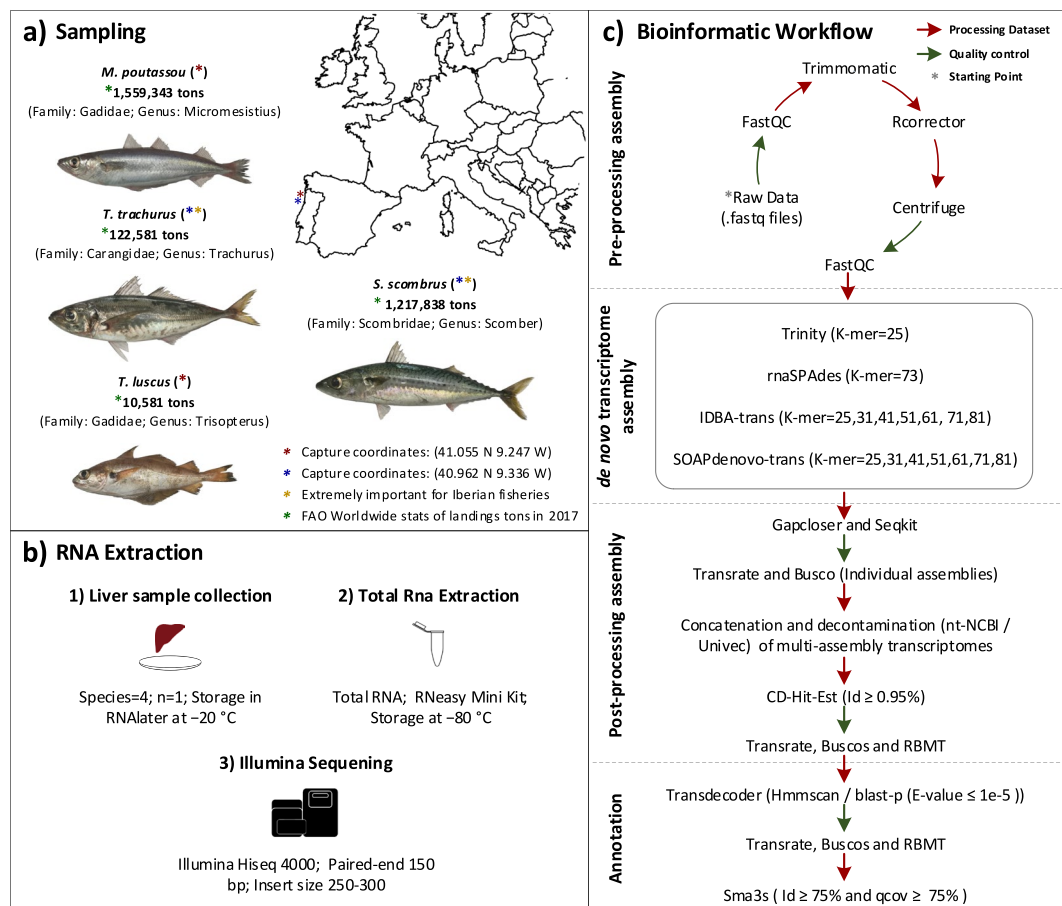 a) Sampling
M. poutassou (*)
*1,559,343 tons
(Family: Gadidae; Genus: Micromesistius)
T. trachurus (**)
*122,581 tons
(Family: Carangidae; Genus: Trachurus)
S. scombrus (**)
* 1,217,838 tons
(Family: Scombridae; Genus: Scomber)
T. luscus (*)
*10,581 tons
(Family: Gadidae; Genus: Trisopterus)
* Capture coordinates: (41.055 N 9.247 W)
* Capture coordinates: (40.962 N 9.336 W)
* Extremely important for Iberian fisheries
* FAO Worldwide stats of landings tons in 2017
b) RNA Extraction
1) Liver sample collection
Species=4; n=1; Storage in
RNAlater at −20 °C
2) Total Rna Extraction
Total RNA; RNeasy Mini Kit;
Storage at −80 °C
3) Illumina Sequencing
Illumina Hiseq 4000; Paired-end 150
bp; Insert size 250-300
c) Bioinformatic Workflow
Processing Dataset
Quality control
* Starting Point
Pre-processing assembly
*Raw Data
(.fastq files)
FastQC
Trimmomatic
Rcorrector
Centrifuge
FastQC
de novo transcriptome
assembly
Trinity (K-mer=25)
rnaSPAdes (K-mer=73)
IDBA-trans (K-mer=25,31,41,51,61, 71,81)
SOAPdenovo-trans (K-mer=25,31,41,51,61,71,81)
Post-processing assembly
Gapcloser and Seqkit
Transrate and Busco (Individual assemblies)
Concatenation and decontamination (nt-NCBI /
Univec) of multi-assembly transcriptomes
CD-Hit-Est (Id ≥ 0.95%)
Transrate, Buscos and RBMT
Annotation
Transdecoder (Hmmscan / blast-p (E-value ≤ 1e-5 ))
Transrate, Buscos and RBMT
Sma3s ( Id ≥ 75% and qcov ≥ 75% )